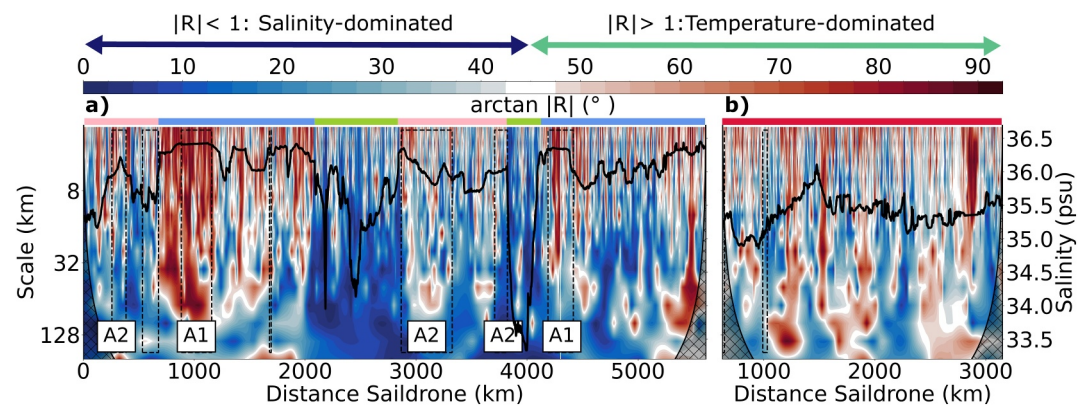 |R|< 1: Salinity-dominated |R|> 1:Temperature-dominated
0 10 20 30 40 50 60 70 80 90
a) arctan |R| (° ) b)
36.5
36.0
8 35.5
35.0
32 34.5
34.0
128 33.5
Scale (km)
Salinity (psu)
A2 A1 A2 A2 A1
0 1000 2000 3000 4000 5000 1000 2000 3000
Distance Saildrone (km) Distance Saildrone (km)